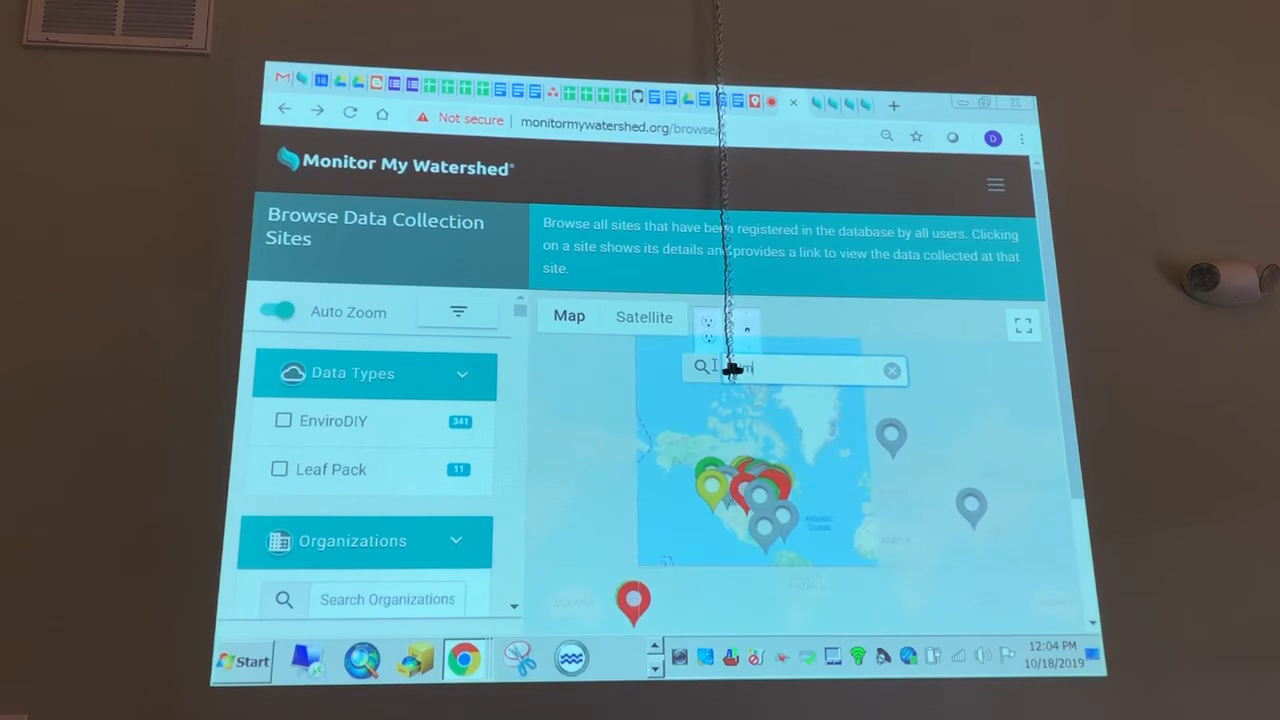 Not secure | monitormywatershed.org/browse
Monitor My Watershed®
Browse Data Collection
Sites
Browse all sites that have been registered in the database by all users. Clicking
on a site shows its details and provides a link to view the data collected at that
site.
Auto Zoom
Map Satellite
Data Types
EnviroDIY 341
Leaf Pack 11
Organizations
Search Organizations
Atlantic
Ocean
Start
12:04 PM
10/18/2019
D
18